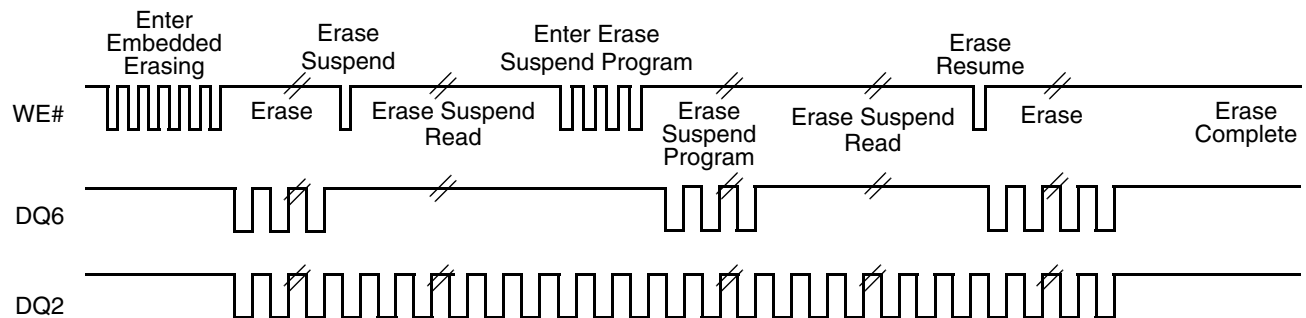 Enter
Embedded
Erasing
Erase
Suspend
Enter Erase
Suspend Program
Erase
Resume
WE#
Erase
Erase Suspend
Read
Erase
Suspend
Program
Erase Suspend
Read
Erase
Erase
Complete
DQ6
DQ2